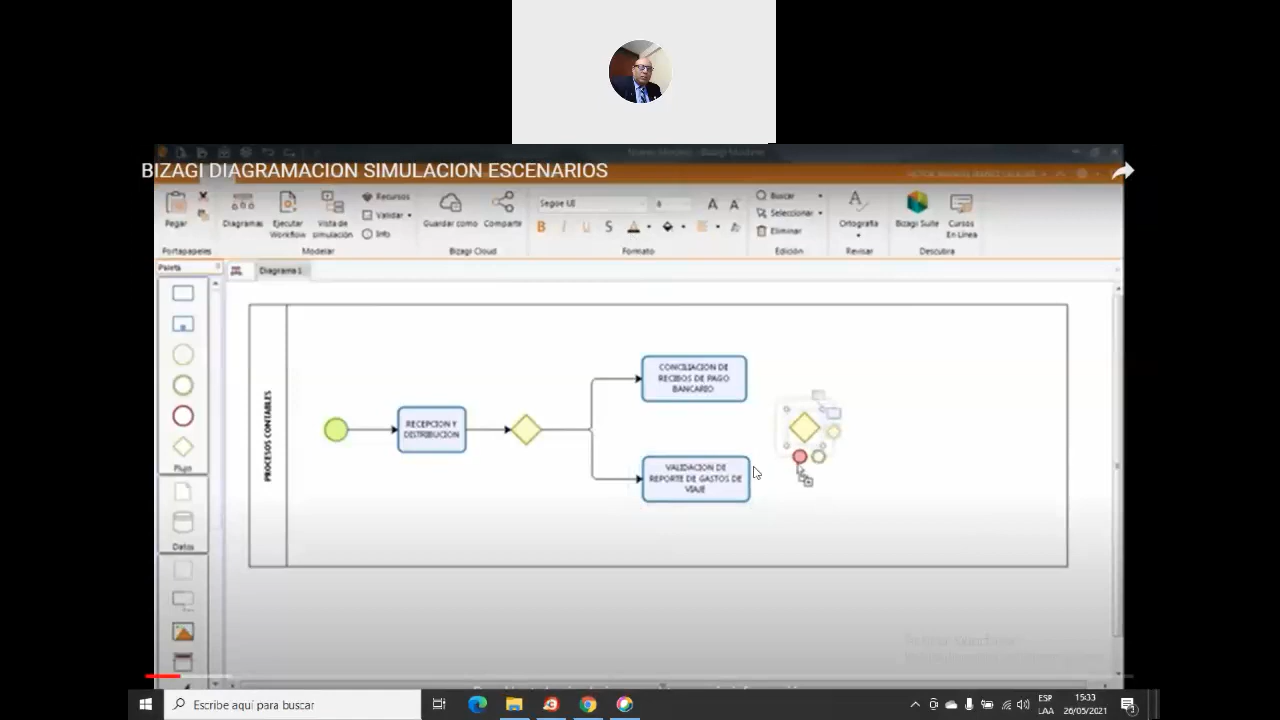 BIZAGI DIAGRAMACION SIMULACION ESCENARIOS
Pegar
Portapapeles
Diagramas
Ejecutar
Workflow
Vista de
simulación
Recursos
Validar
Info
Modelar
Guardar como
Compartir
Bizagi Cloud
Segoe UI
8
A
A
B
I
U
S
A
Formato
Buscar
Seleccionar
Eliminar
Edición
Ortografía
Revisar
Bizagi Suite
Cursos
En Línea
Descubra
Paleta
Diagrama 1
Flujo
Datos
PROCESOS CONTABLES
RECEPCION Y
DISTRIBUCION
CONCILIACION DE
RECIBOS DE PAGO
BANCARIO
VALIDACION DE
REPORTE DE GASTOS DE
VIAJE
Escribe aquí para buscar
ESP
LAA
15:33
26/05/2021
3